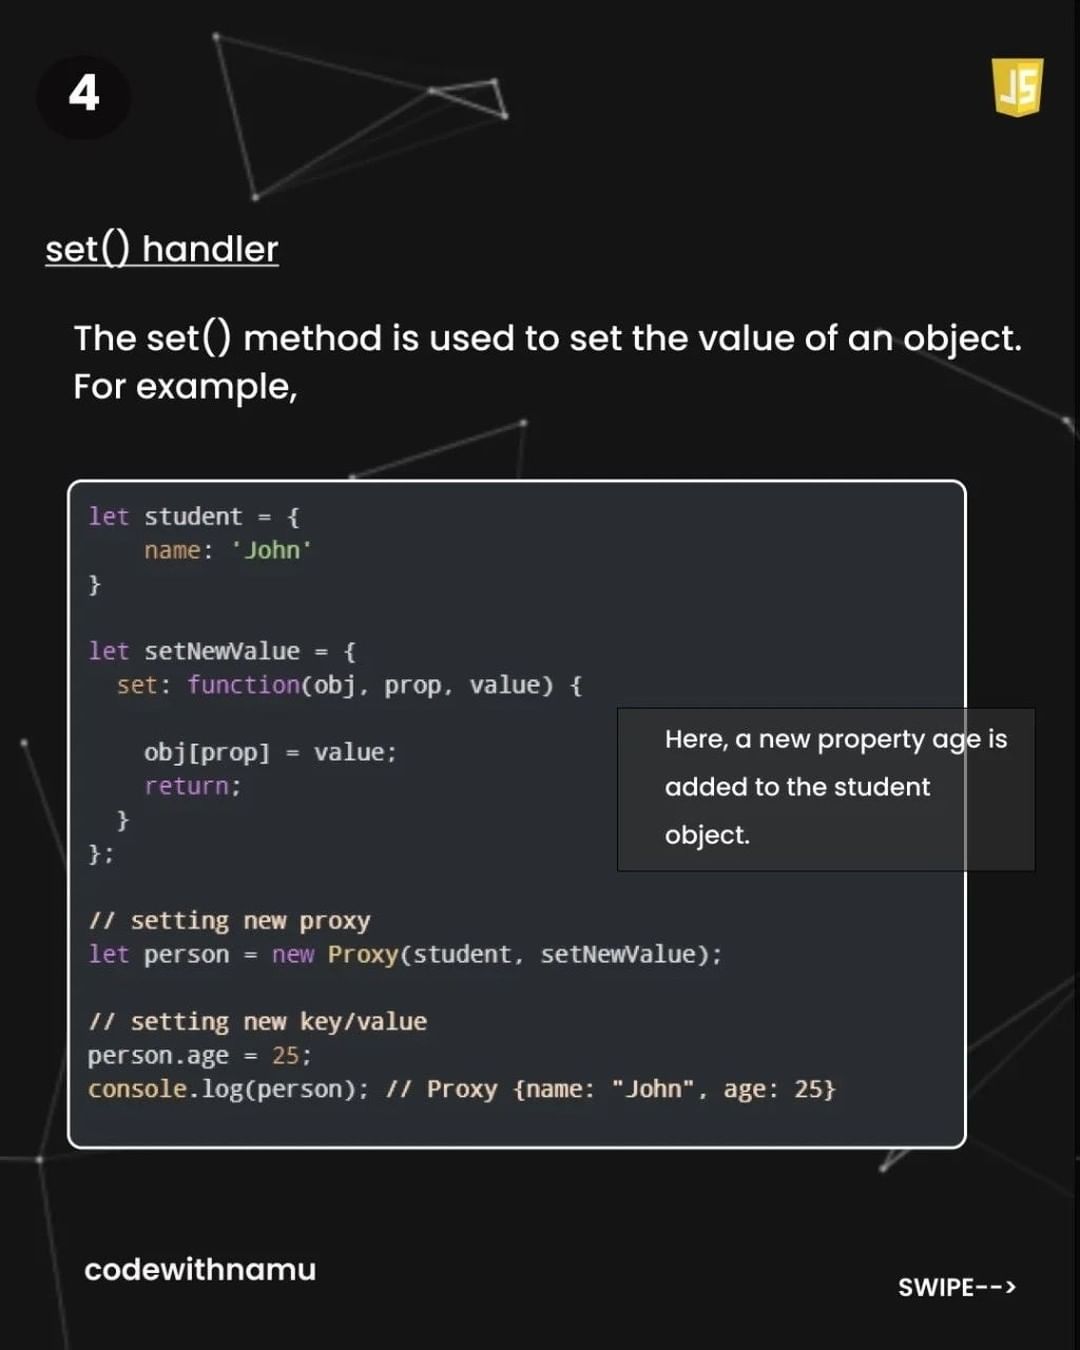 4
JS
set() handler
The set() method is used to set the value of an object.
For example,
let student = {
    name: 'John'
}
let setNewValue = {
  set: function(obj, prop, value) {
    obj[prop] = value;
    return;
  }
};
Here, a new property age is
added to the student
object.
// setting new proxy
let person = new Proxy(student, setNewValue);
// setting new key/value
person.age = 25;
console.log(person); // Proxy {name: "John", age: 25}
codewithnamu
SWIPE-->